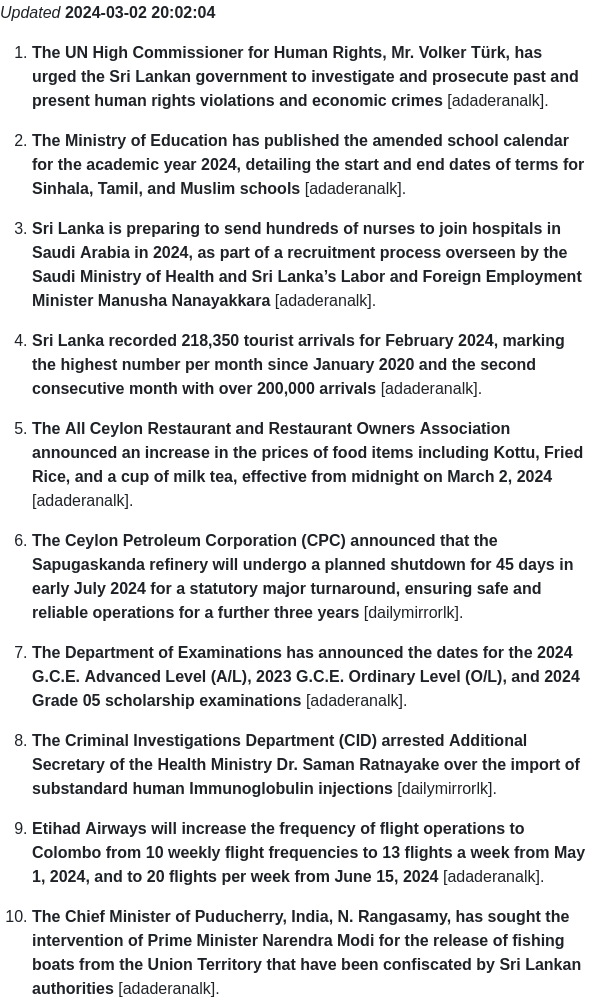 Updated 2024-03-02 20:02:04
1. The UN High Commissioner for Human Rights, Mr. Volker Türk, has
urged the Sri Lankan government to investigate and prosecute past and
present human rights violations and economic crimes [adaderanalk].
2. The Ministry of Education has published the amended school calendar
for the academic year 2024, detailing the start and end dates of terms for
Sinhala, Tamil, and Muslim schools [adaderanalk].
3. Sri Lanka is preparing to send hundreds of nurses to join hospitals in
Saudi Arabia in 2024, as part of a recruitment process overseen by the
Saudi Ministry of Health and Sri Lanka’s Labor and Foreign Employment
Minister Manusha Nanayakkara [adaderanalk].
4. Sri Lanka recorded 218,350 tourist arrivals for February 2024, marking
the highest number per month since January 2020 and the second
consecutive month with over 200,000 arrivals [adaderanalk].
5. The All Ceylon Restaurant and Restaurant Owners Association
announced an increase in the prices of food items including Kottu, Fried
Rice, and a cup of milk tea, effective from midnight on March 2, 2024
[adaderanalk].
6. The Ceylon Petroleum Corporation (CPC) announced that the
Sapugaskanda refinery will undergo a planned shutdown for 45 days in
early July 2024 for a statutory major turnaround, ensuring safe and
reliable operations for a further three years [dailymirrorlk].
7. The Department of Examinations has announced the dates for the 2024
G.C.E. Advanced Level (A/L), 2023 G.C.E. Ordinary Level (O/L), and 2024
Grade 05 scholarship examinations [adaderanalk].
8. The Criminal Investigations Department (CID) arrested Additional
Secretary of the Health Ministry Dr. Saman Ratnayake over the import of
substandard human Immunoglobulin injections [dailymirrorlk].
9. Etihad Airways will increase the frequency of flight operations to
Colombo from 10 weekly flight frequencies to 13 flights a week from May
1, 2024, and to 20 flights per week from June 15, 2024 [adaderanalk].
10. The Chief Minister of Puducherry, India, N. Rangasamy, has sought the
intervention of Prime Minister Narendra Modi for the release of fishing
boats from the Union Territory that have been confiscated by Sri Lankan
authorities [adaderanalk].